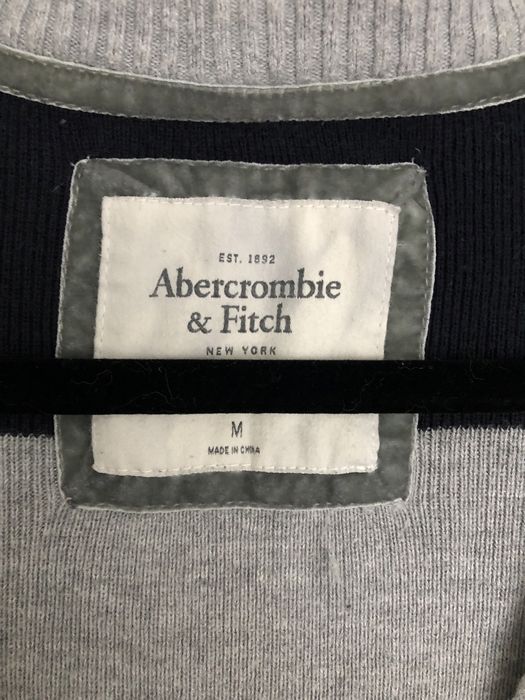 EST. 1892
Abercrombie
& Fitch
NEW YORK
M
MADE IN CHINA